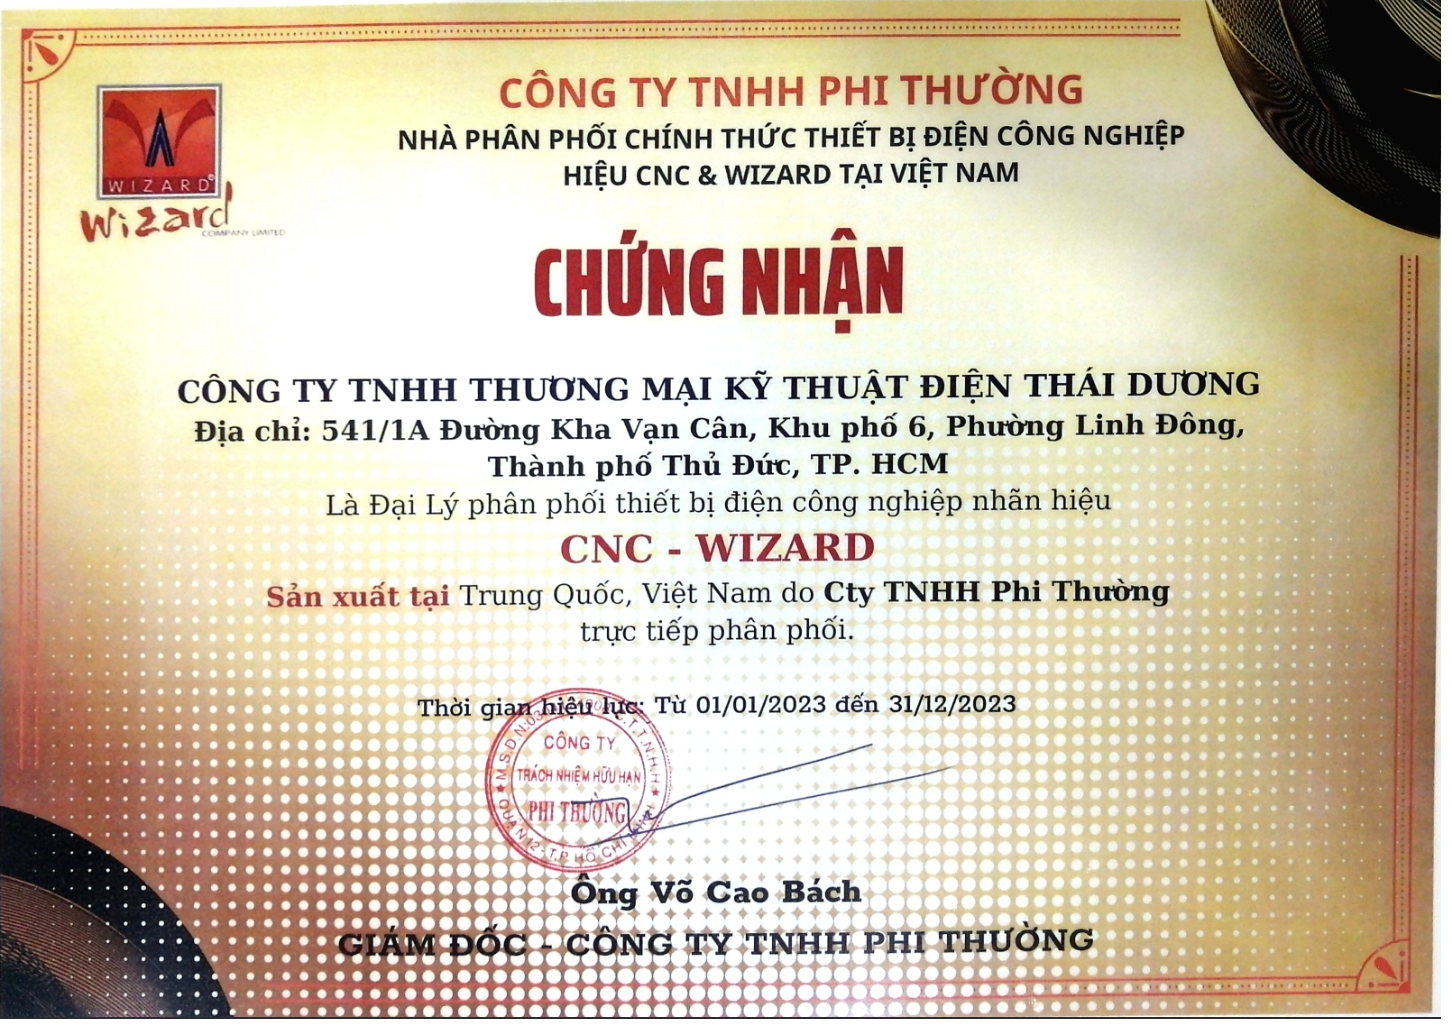 CÔNG TY TNHH PHI THƯỜNG
NHÀ PHÂN PHỐI CHÍNH THỨC THIẾT BỊ ĐIỆN CÔNG NGHIỆP
HIỆU CNC & WIZARD TẠI VIỆT NAM
WIZARD
Wizard
COMPANY LIMITED
CHỨNG NHẬN
CÔNG TY TNHH THƯƠNG MẠI KỸ THUẬT ĐIỆN THÁI DƯƠNG
Địa chỉ: 541/1A Đường Kha Vạn Cân, Khu phố 6, Phường Linh Đông,
Thành phố Thủ Đức, TP. HCM
Là Đại Lý phân phối thiết bị điện công nghiệp nhãn hiệu
CNC - WIZARD
Sản xuất tại Trung Quốc, Việt Nam do Cty TNHH Phi Thường
trực tiếp phân phối.
Thời gian hiệu lực: Từ 01/01/2023 đến 31/12/2023
CÔNG TY
TRÁCH NHIỆM HỮU HẠN
PHI THƯỜNG
QUẬN 12 - T.P HỒ CHÍ MINH
Ông Võ Cao Bách
GIÁM ĐỐC - CÔNG TY TNHH PHI THƯỜNG